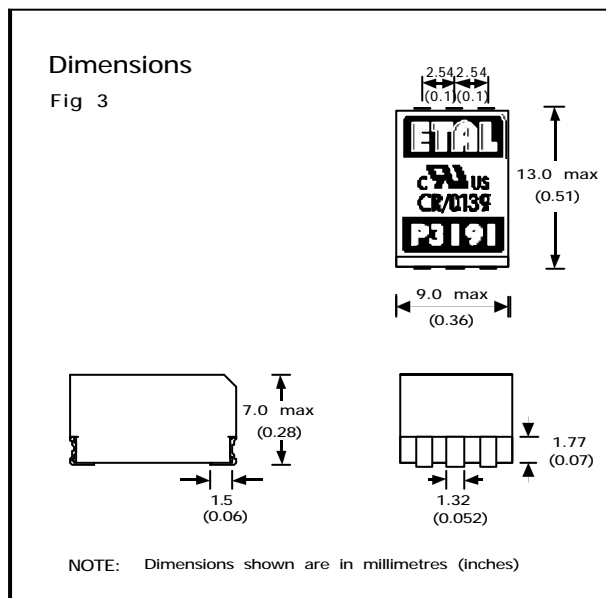 Dimensions
Fig 3
2.54 2.54
(0.1) (0.1)
ETAL
C US
CR/0139
P3191
13.0 max
(0.51)
9.0 max
(0.36)
7.0 max
(0.28)
1.5
(0.06)
1.77
(0.07)
1.32
(0.052)
NOTE: Dimensions shown are in millimetres (inches)